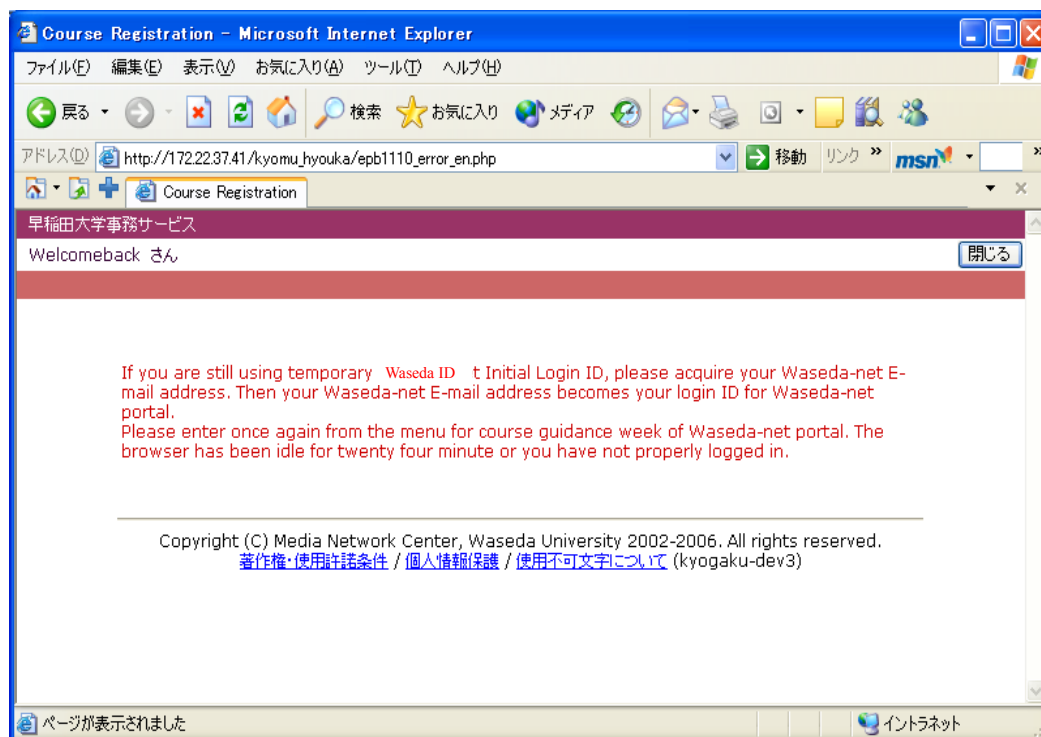 Course Registration - Microsoft Internet Explorer
ファイル(F) 編集(E) 表示(V) お気に入り(A) ツール(T) ヘルプ(H)
戻る 検索 お気に入り メディア
アドレス(D) http://172.22.37.41/kyomu_hyouka/epb1110_error_en.php 移動 リンク » msn »
Course Registration
早稲田大学事務サービス
Welcomeback さん 閉じる
If you are still using temporary Waseda ID t Initial Login ID, please acquire your Waseda-net E-
mail address. Then your Waseda-net E-mail address becomes your login ID for Waseda-net
portal.
Please enter once again from the menu for course guidance week of Waseda-net portal. The
browser has been idle for twenty four minute or you have not properly logged in.
Copyright (C) Media Network Center, Waseda University 2002-2006. All rights reserved.
著作権・使用許諾条件 / 個人情報保護 / 使用不可文字について (kyogaku-dev3)
ページが表示されました イントラネット